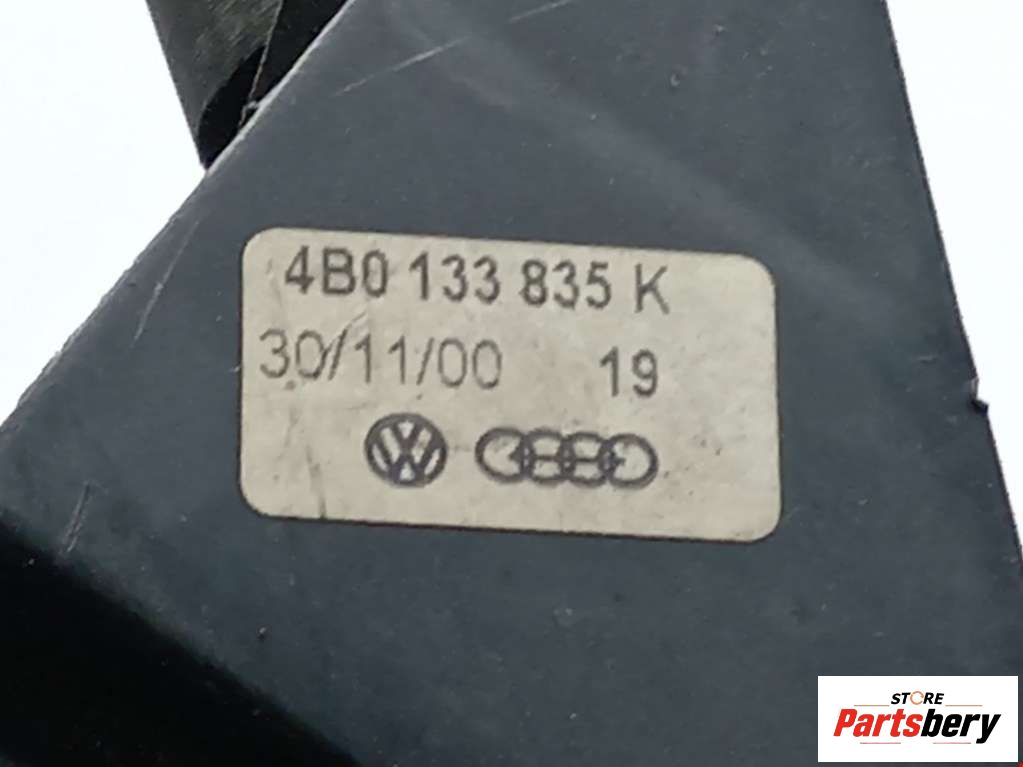 4B0 133 835 K
30/11/00 19
STORE
Partsbery